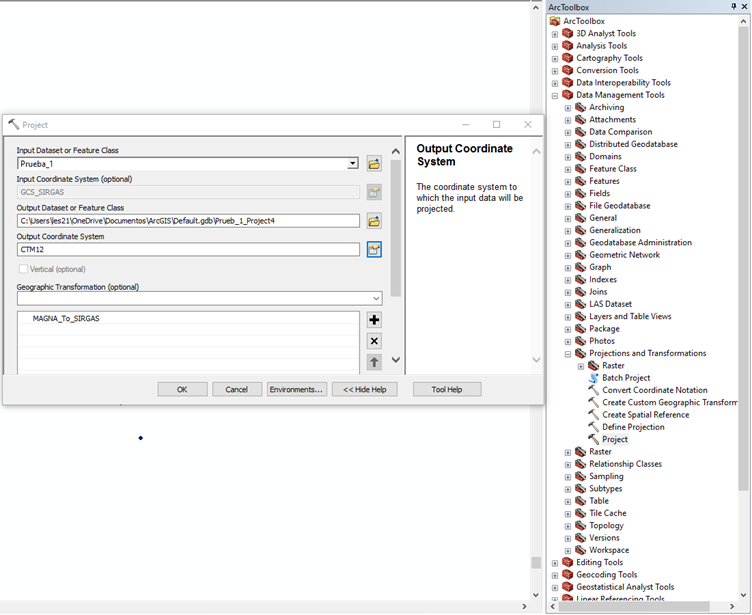 Project
Input Dataset or Feature Class
Prueba_1
Input Coordinate System (optional)
GCS_SIRGAS
Output Dataset or Feature Class
C:\Users\les21\OneDrive\Documentos\ArcGIS\Default.gdb\Prueb_1_Project4
Output Coordinate System
CTM12
Vertical (optional)
Geographic Transformation (optional)
MAGNA_To_SIRGAS
OK
Cancel
Environments...
<< Hide Help
Tool Help
Output Coordinate
System
The coordinate system to
which the input data will be
projected.
ArcToolbox
ArcToolbox
3D Analyst Tools
Analysis Tools
Cartography Tools
Conversion Tools
Data Interoperability Tools
Data Management Tools
Archiving
Attachments
Data Comparison
Distributed Geodatabase
Domains
Feature Class
Features
Fields
File Geodatabase
General
Generalization
Geodatabase Administration
Geometric Network
Graph
Indexes
Joins
LAS Dataset
Layers and Table Views
Package
Photos
Projections and Transformations
Raster
Batch Project
Convert Coordinate Notation
Create Custom Geographic Transform
Create Spatial Reference
Define Projection
Project
Raster
Relationship Classes
Sampling
Subtypes
Table
Tile Cache
Topology
Versions
Workspace
Editing Tools
Geocoding Tools
Geostatistical Analyst Tools
Linear Referencing Tools